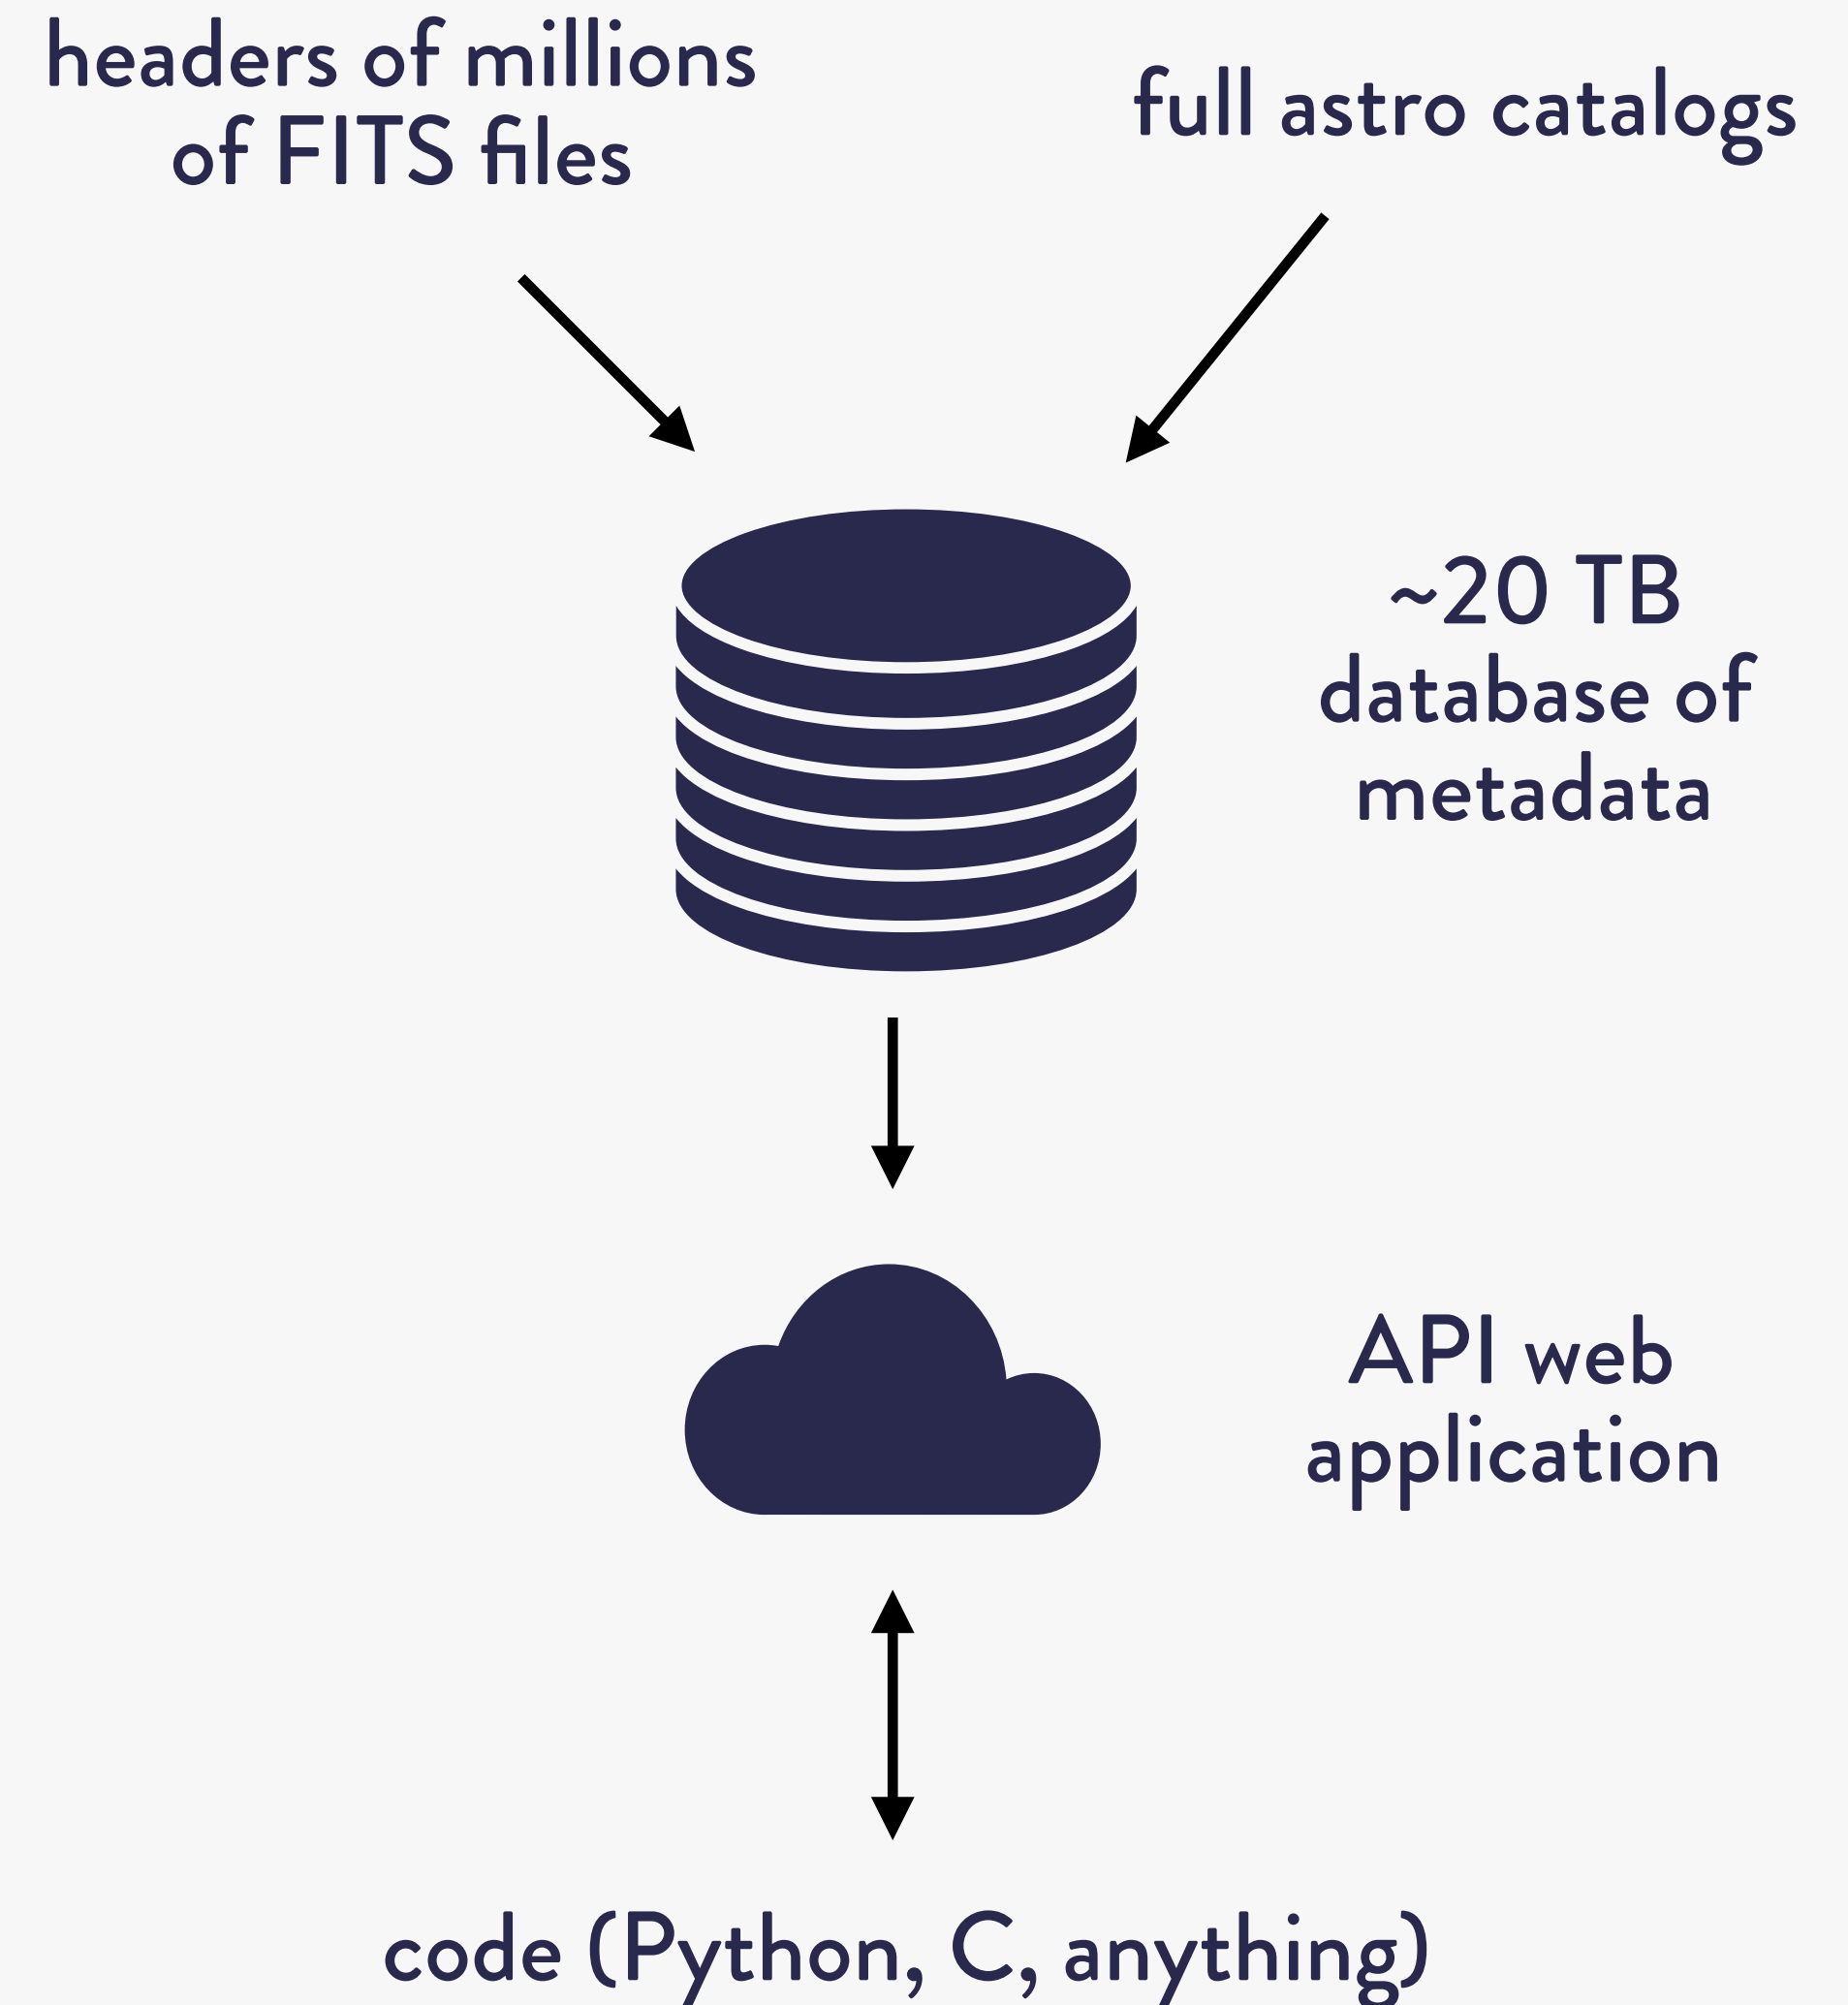 headers of millions
of FITS files
full astro catalogs
~20 TB
database of
metadata
API web
application
code (Python, C, anything)